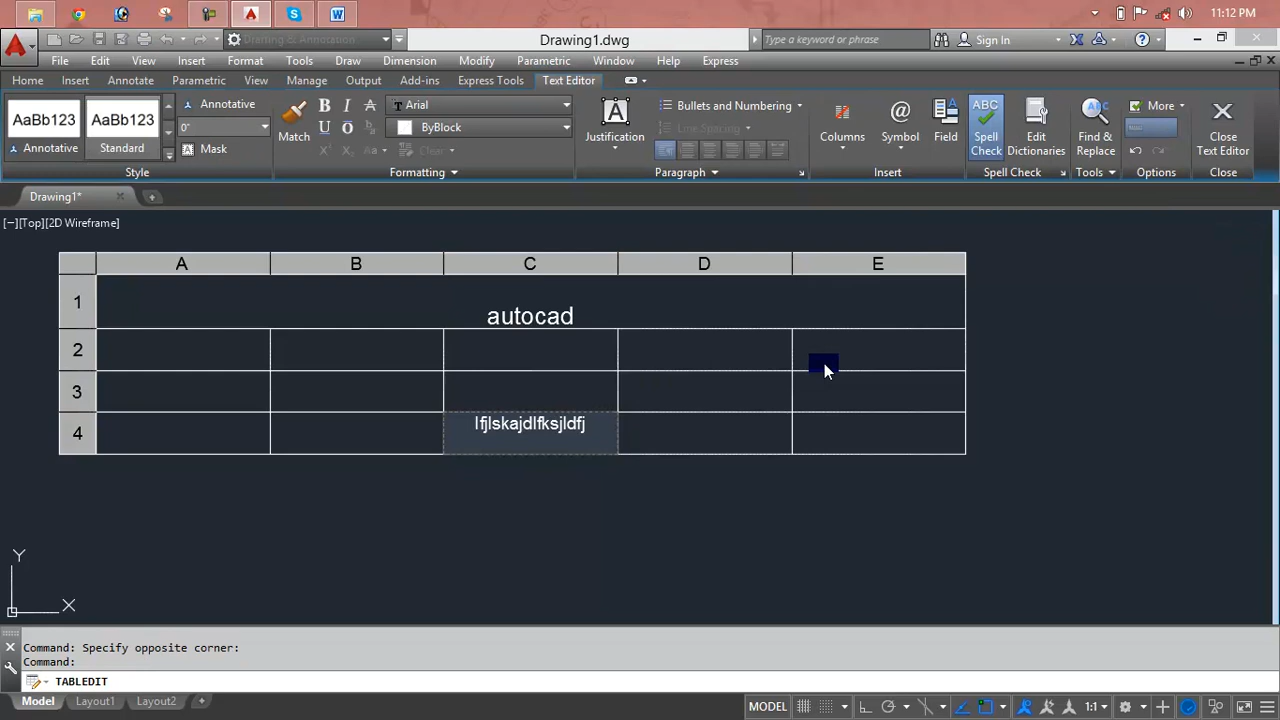 11:12 PM
Drafting & Annotation
Drawing1.dwg
Type a keyword or phrase
Sign In
File Edit View Insert Format Tools Draw Dimension Modify Parametric Window Help Express
Home Insert Annotate Parametric View Manage Output Add-ins Express Tools Text Editor
AaBb123 AaBb123
Annotative Standard
Annotative
0"
Mask
Style
Match
Arial
ByBlock
Clear
Formatting
Justification
Bullets and Numbering
Line Spacing
Paragraph
Columns
Symbol
Field
Insert
ABC
Spell
Check
Edit
Dictionaries
Spell Check
Find &
Replace
Tools
More
Options
Close
Text Editor
Close
Drawing1*
[−][Top][2D Wireframe]
A B C D E
1 autocad
2
3
4 lfjlskajdlfksjldfj
Y
X
Command: Specify opposite corner:
Command:
TABLEDIT
Model Layout1 Layout2
MODEL
1:1